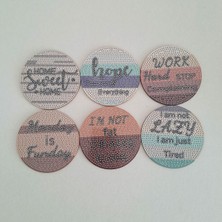 HOME
Sweet
HOME
hope
Everything
WORK
Hard STOP
Complaining
Monday
is
Funday
I'M NOT
fat
i am not
LAZY
i am just
Tired